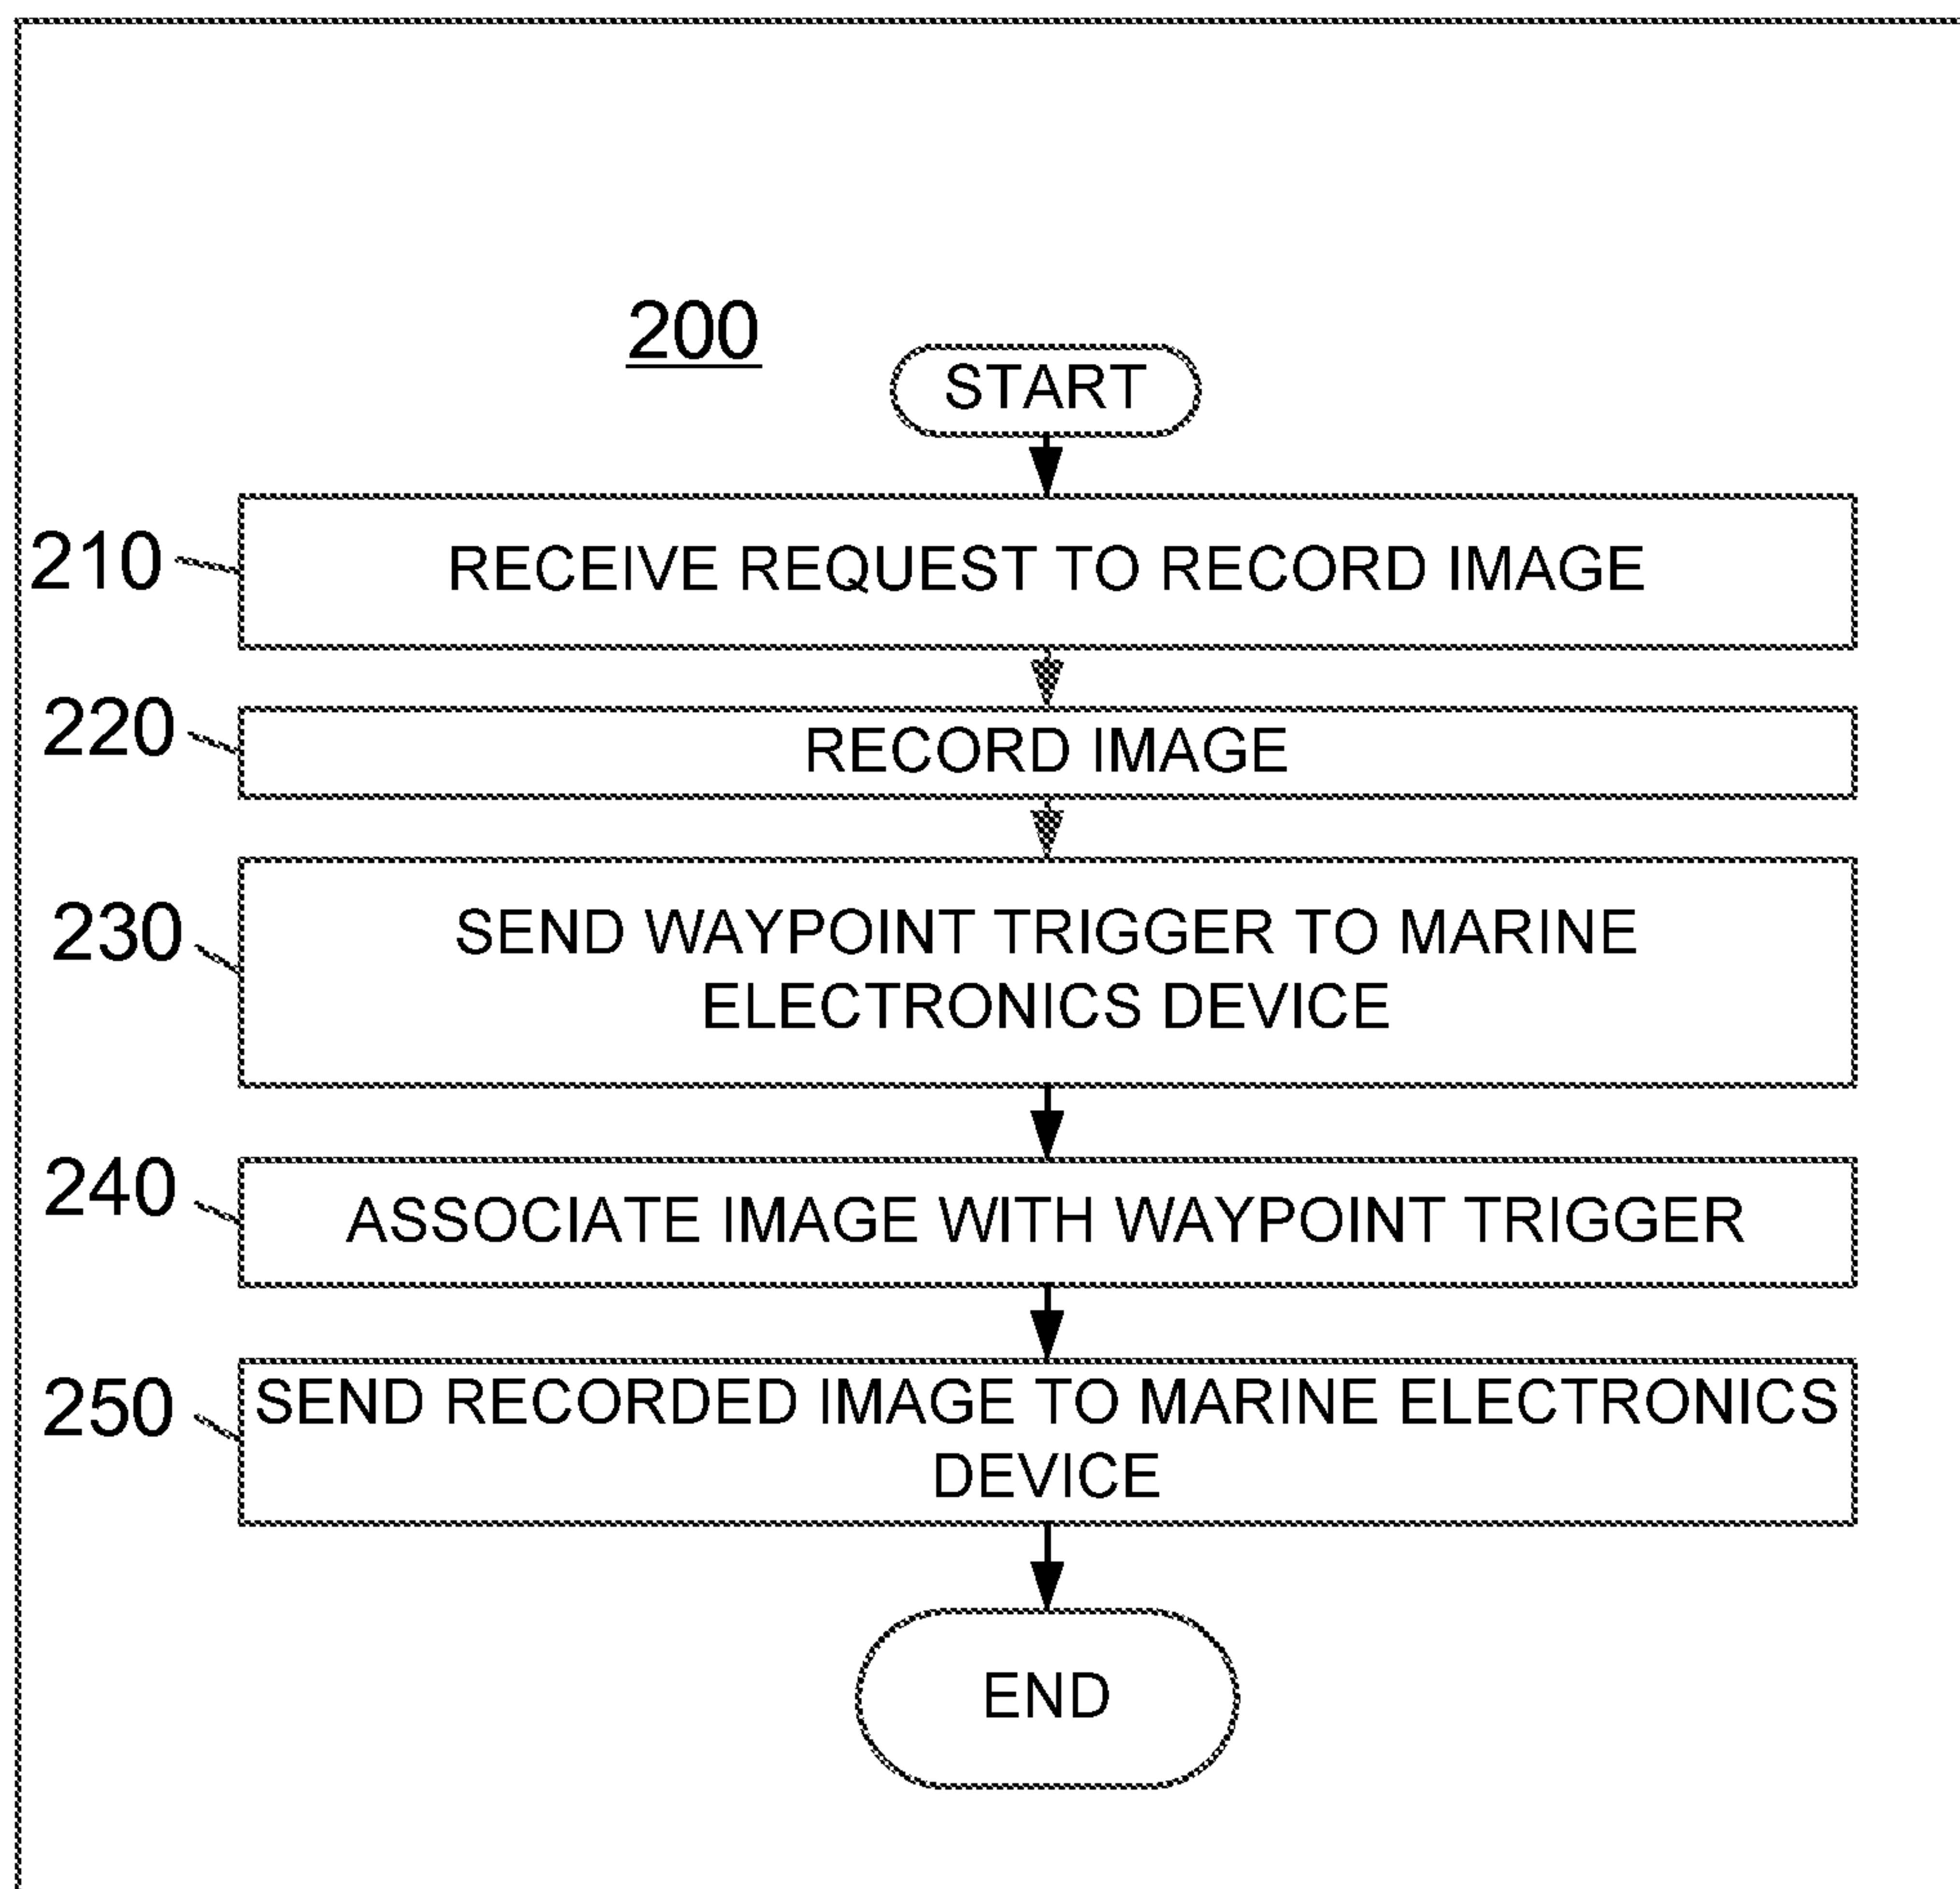 200
START
210
RECEIVE REQUEST TO RECORD IMAGE
220
RECORD IMAGE
230
SEND WAYPOINT TRIGGER TO MARINE
ELECTRONICS DEVICE
240
ASSOCIATE IMAGE WITH WAYPOINT TRIGGER
250
SEND RECORDED IMAGE TO MARINE ELECTRONICS
DEVICE
END